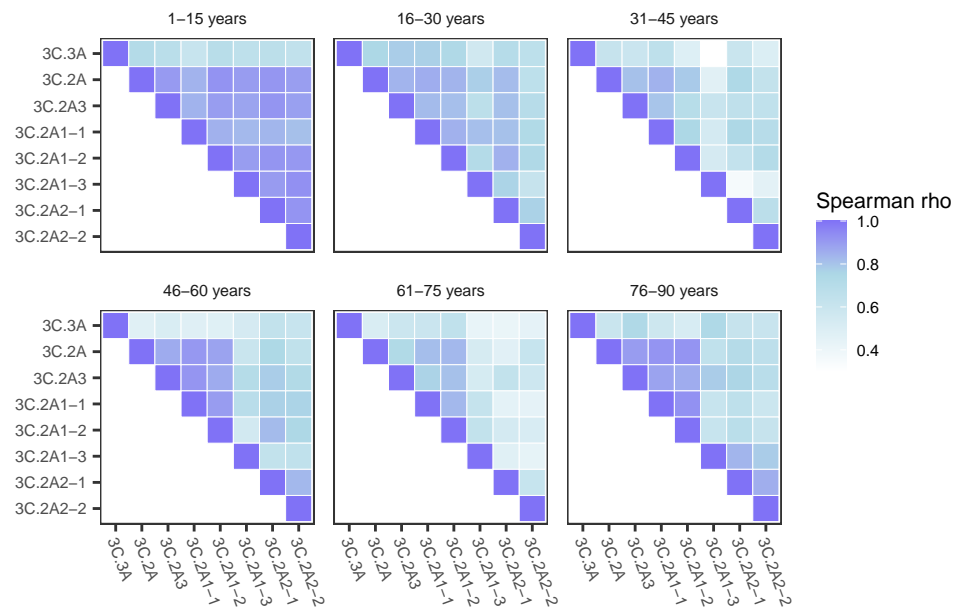 1–15 years
16–30 years
31–45 years
3C.3A
3C.2A
3C.2A3
3C.2A1−1
3C.2A1−2
3C.2A1−3
3C.2A2−1
3C.2A2−2
Spearman rho
1.0
0.8
0.6
0.4
46–60 years
61–75 years
76–90 years
3C.3A
3C.2A
3C.2A3
3C.2A1−1
3C.2A1−2
3C.2A1−3
3C.2A2−1
3C.2A2−2
3C.3A
3C.2A
3C.2A3
3C.2A1−1
3C.2A1−2
3C.2A1−3
3C.2A2−1
3C.2A2−2
3C.3A
3C.2A
3C.2A3
3C.2A1−1
3C.2A1−2
3C.2A1−3
3C.2A2−1
3C.2A2−2
3C.3A
3C.2A
3C.2A3
3C.2A1−1
3C.2A1−2
3C.2A1−3
3C.2A2−1
3C.2A2−2